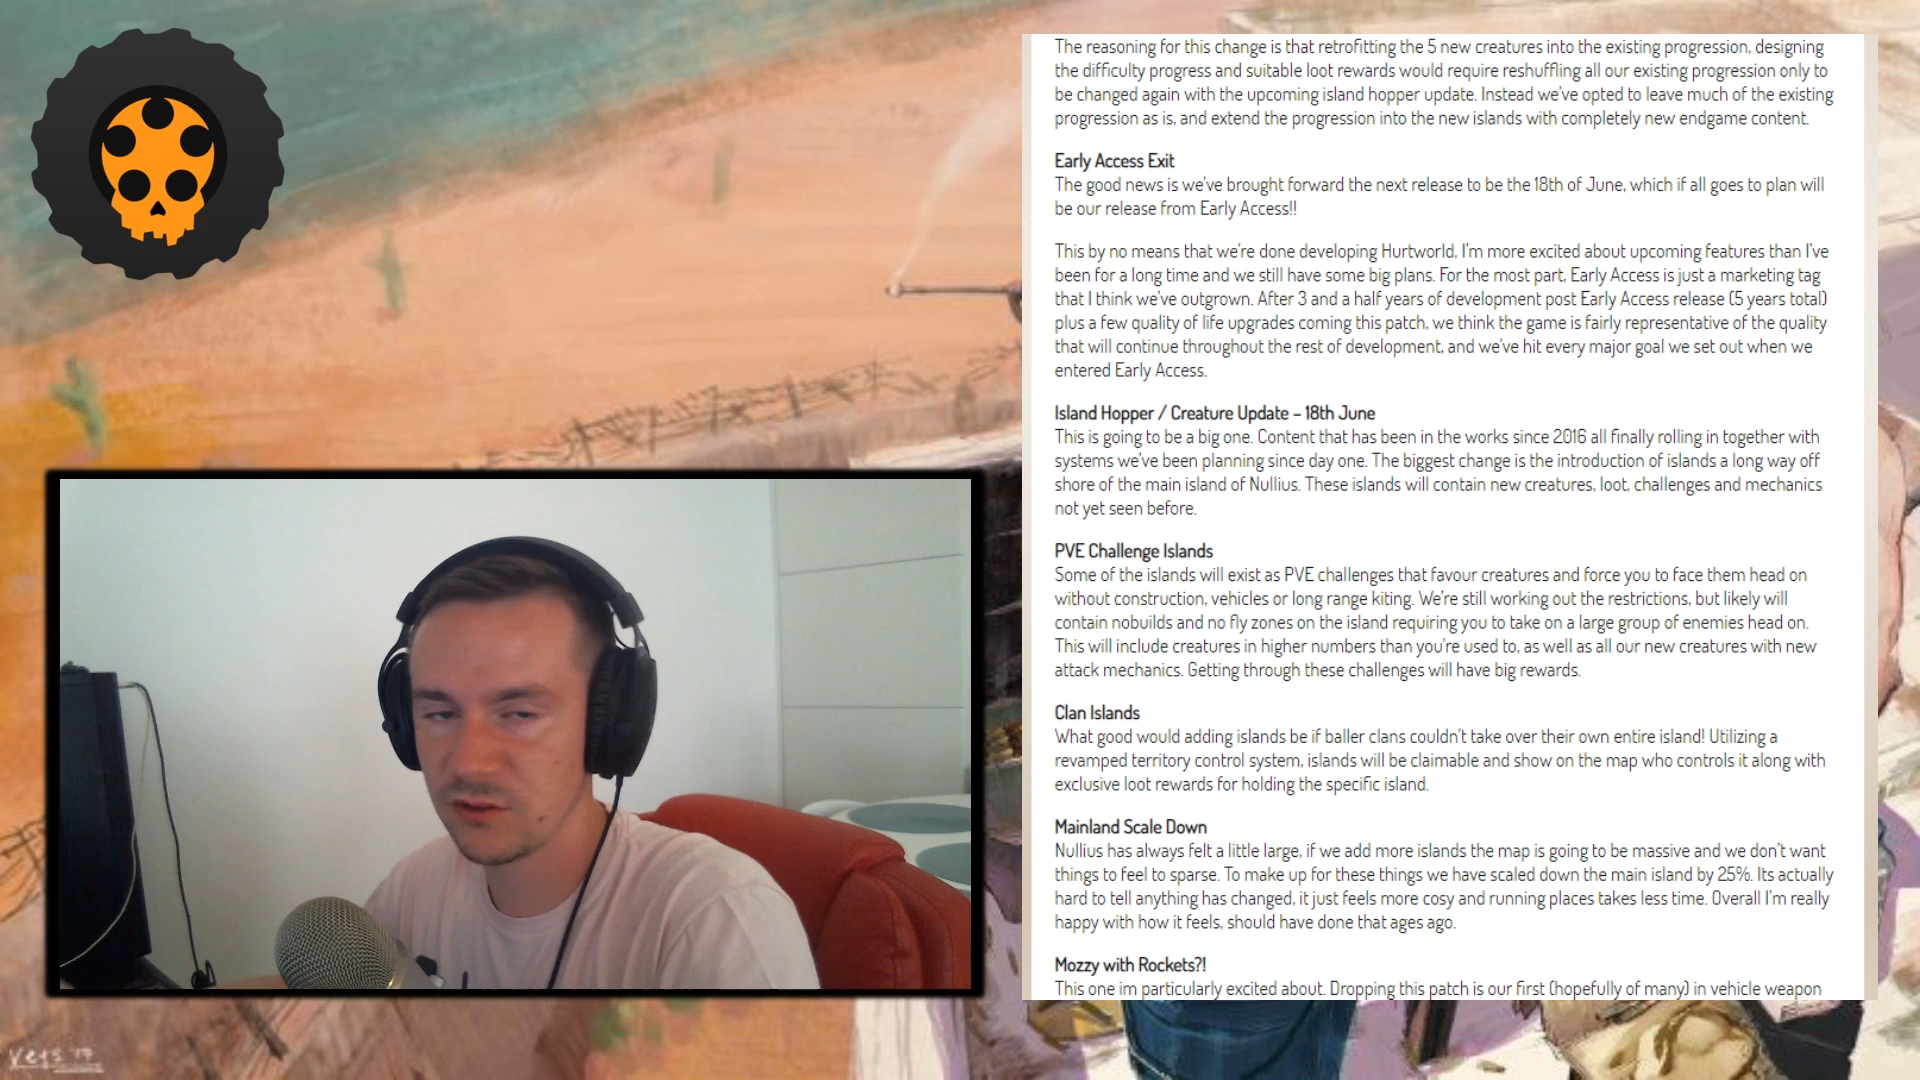 The reasoning for this change is that retrofitting the 5 new creatures into the existing progression, designing
the difficulty progress and suitable loot rewards would require reshuffling all our existing progression only to
be changed again with the upcoming island hopper update. Instead we've opted to leave much of the existing
progression as is, and extend the progression into the new islands with completely new endgame content.
Early Access Exit
The good news is we've brought forward the next release to be the 18th of June, which if all goes to plan will
be our release from Early Access!!
This by no means that we're done developing Hurtworld, I'm more excited about upcoming features than I've
been for a long time and we still have some big plans. For the most part, Early Access is just a marketing tag
that I think we've outgrown. After 3 and a half years of development post Early Access release (5 years total)
plus a few quality of life upgrades coming this patch, we think the game is fairly representative of the quality
that will continue throughout the rest of development, and we've hit every major goal we set out when we
entered Early Access.
Island Hopper / Creature Update – 18th June
This is going to be a big one. Content that has been in the works since 2016 all finally rolling in together with
systems we've been planning since day one. The biggest change is the introduction of islands a long way off
shore of the main island of Nullius. These islands will contain new creatures, loot, challenges and mechanics
not yet seen before.
PVE Challenge Islands
Some of the islands will exist as PVE challenges that favour creatures and force you to face them head on
without construction, vehicles or long range kiting. We're still working out the restrictions, but likely will
contain nobuilds and no fly zones on the island requiring you to take on a large group of enemies head on.
This will include creatures in higher numbers than you're used to, as well as all our new creatures with new
attack mechanics. Getting through these challenges will have big rewards.
Clan Islands
What good would adding islands be if baller clans couldn't take over their own entire island! Utilizing a
revamped territory control system, islands will be claimable and show on the map who controls it along with
exclusive loot rewards for holding the specific island.
Mainland Scale Down
Nullius has always felt a little large, if we add more islands the map is going to be massive and we don't want
things to feel to sparse. To make up for these things we have scaled down the main island by 25%. Its actually
hard to tell anything has changed, it just feels more cosy and running places takes less time. Overall I'm really
happy with how it feels, should have done that ages ago.
Mozzy with Rockets?!
This one im particularly excited about. Dropping this patch is our first (hopefully of many) in vehicle weapon